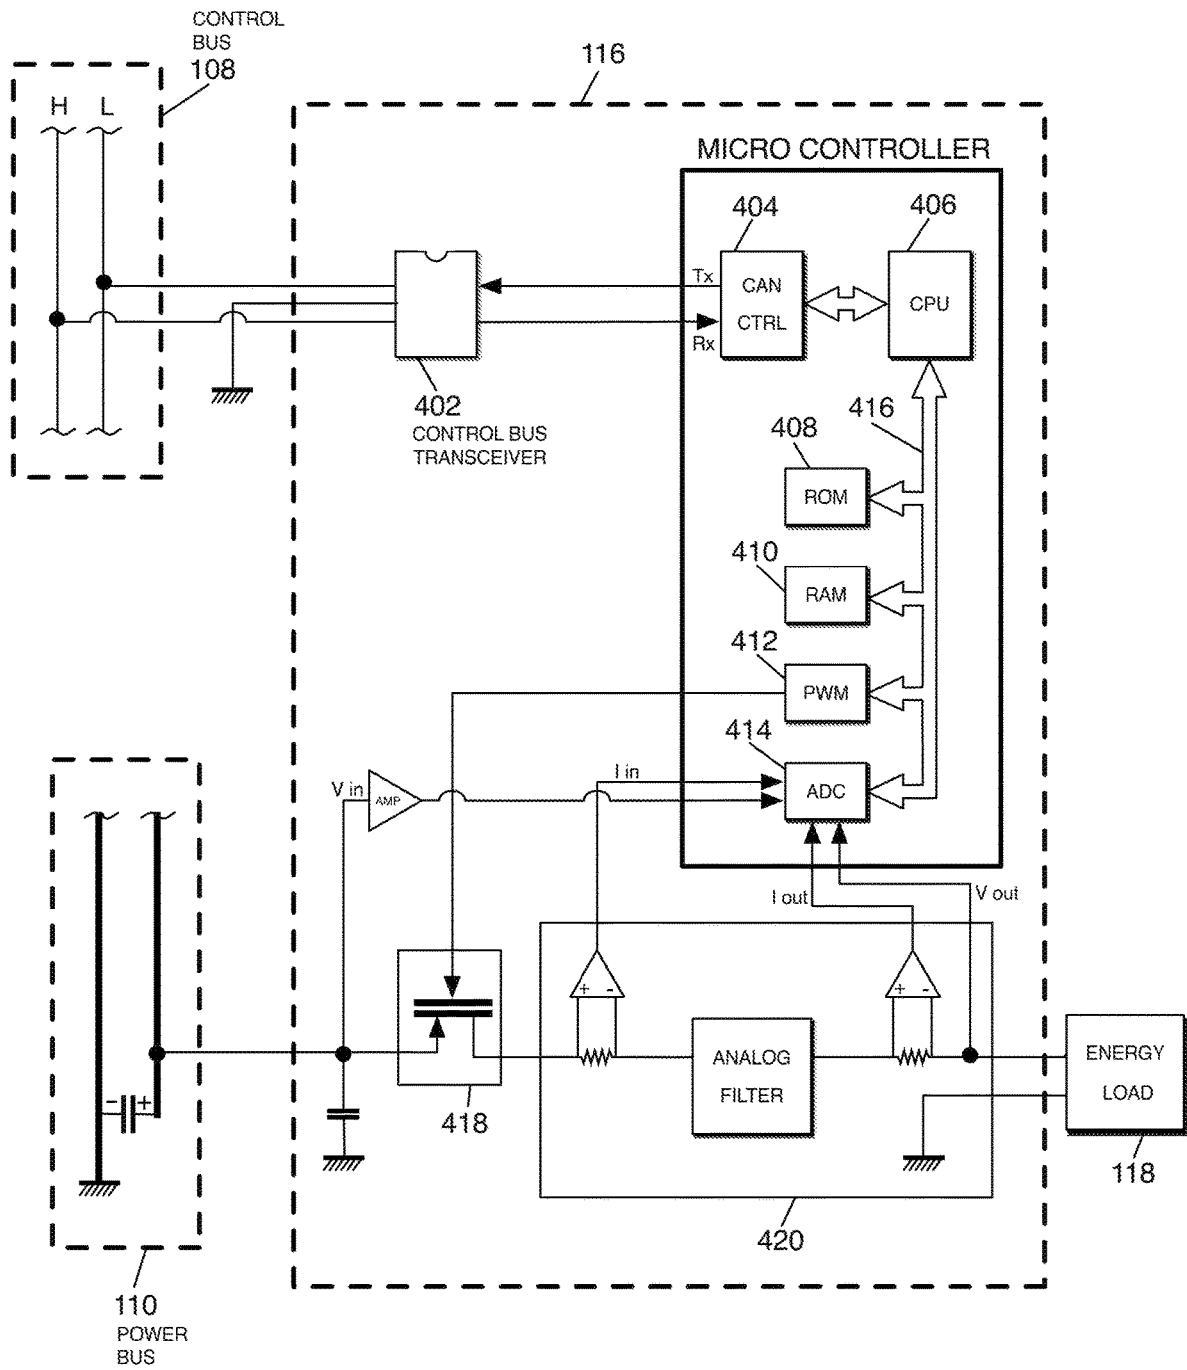 CONTROL
BUS
108
116
H L
MICRO CONTROLLER
404
406
Tx
CAN
CTRL
CPU
Rx
402
CONTROL BUS
TRANSCEIVER
416
408
ROM
410
RAM
412
PWM
414
I in
V in
AMP
ADC
I out
V out
+ -
+ -
ANALOG
FILTER
ENERGY
LOAD
- +
418
118
420
110
POWER
BUS